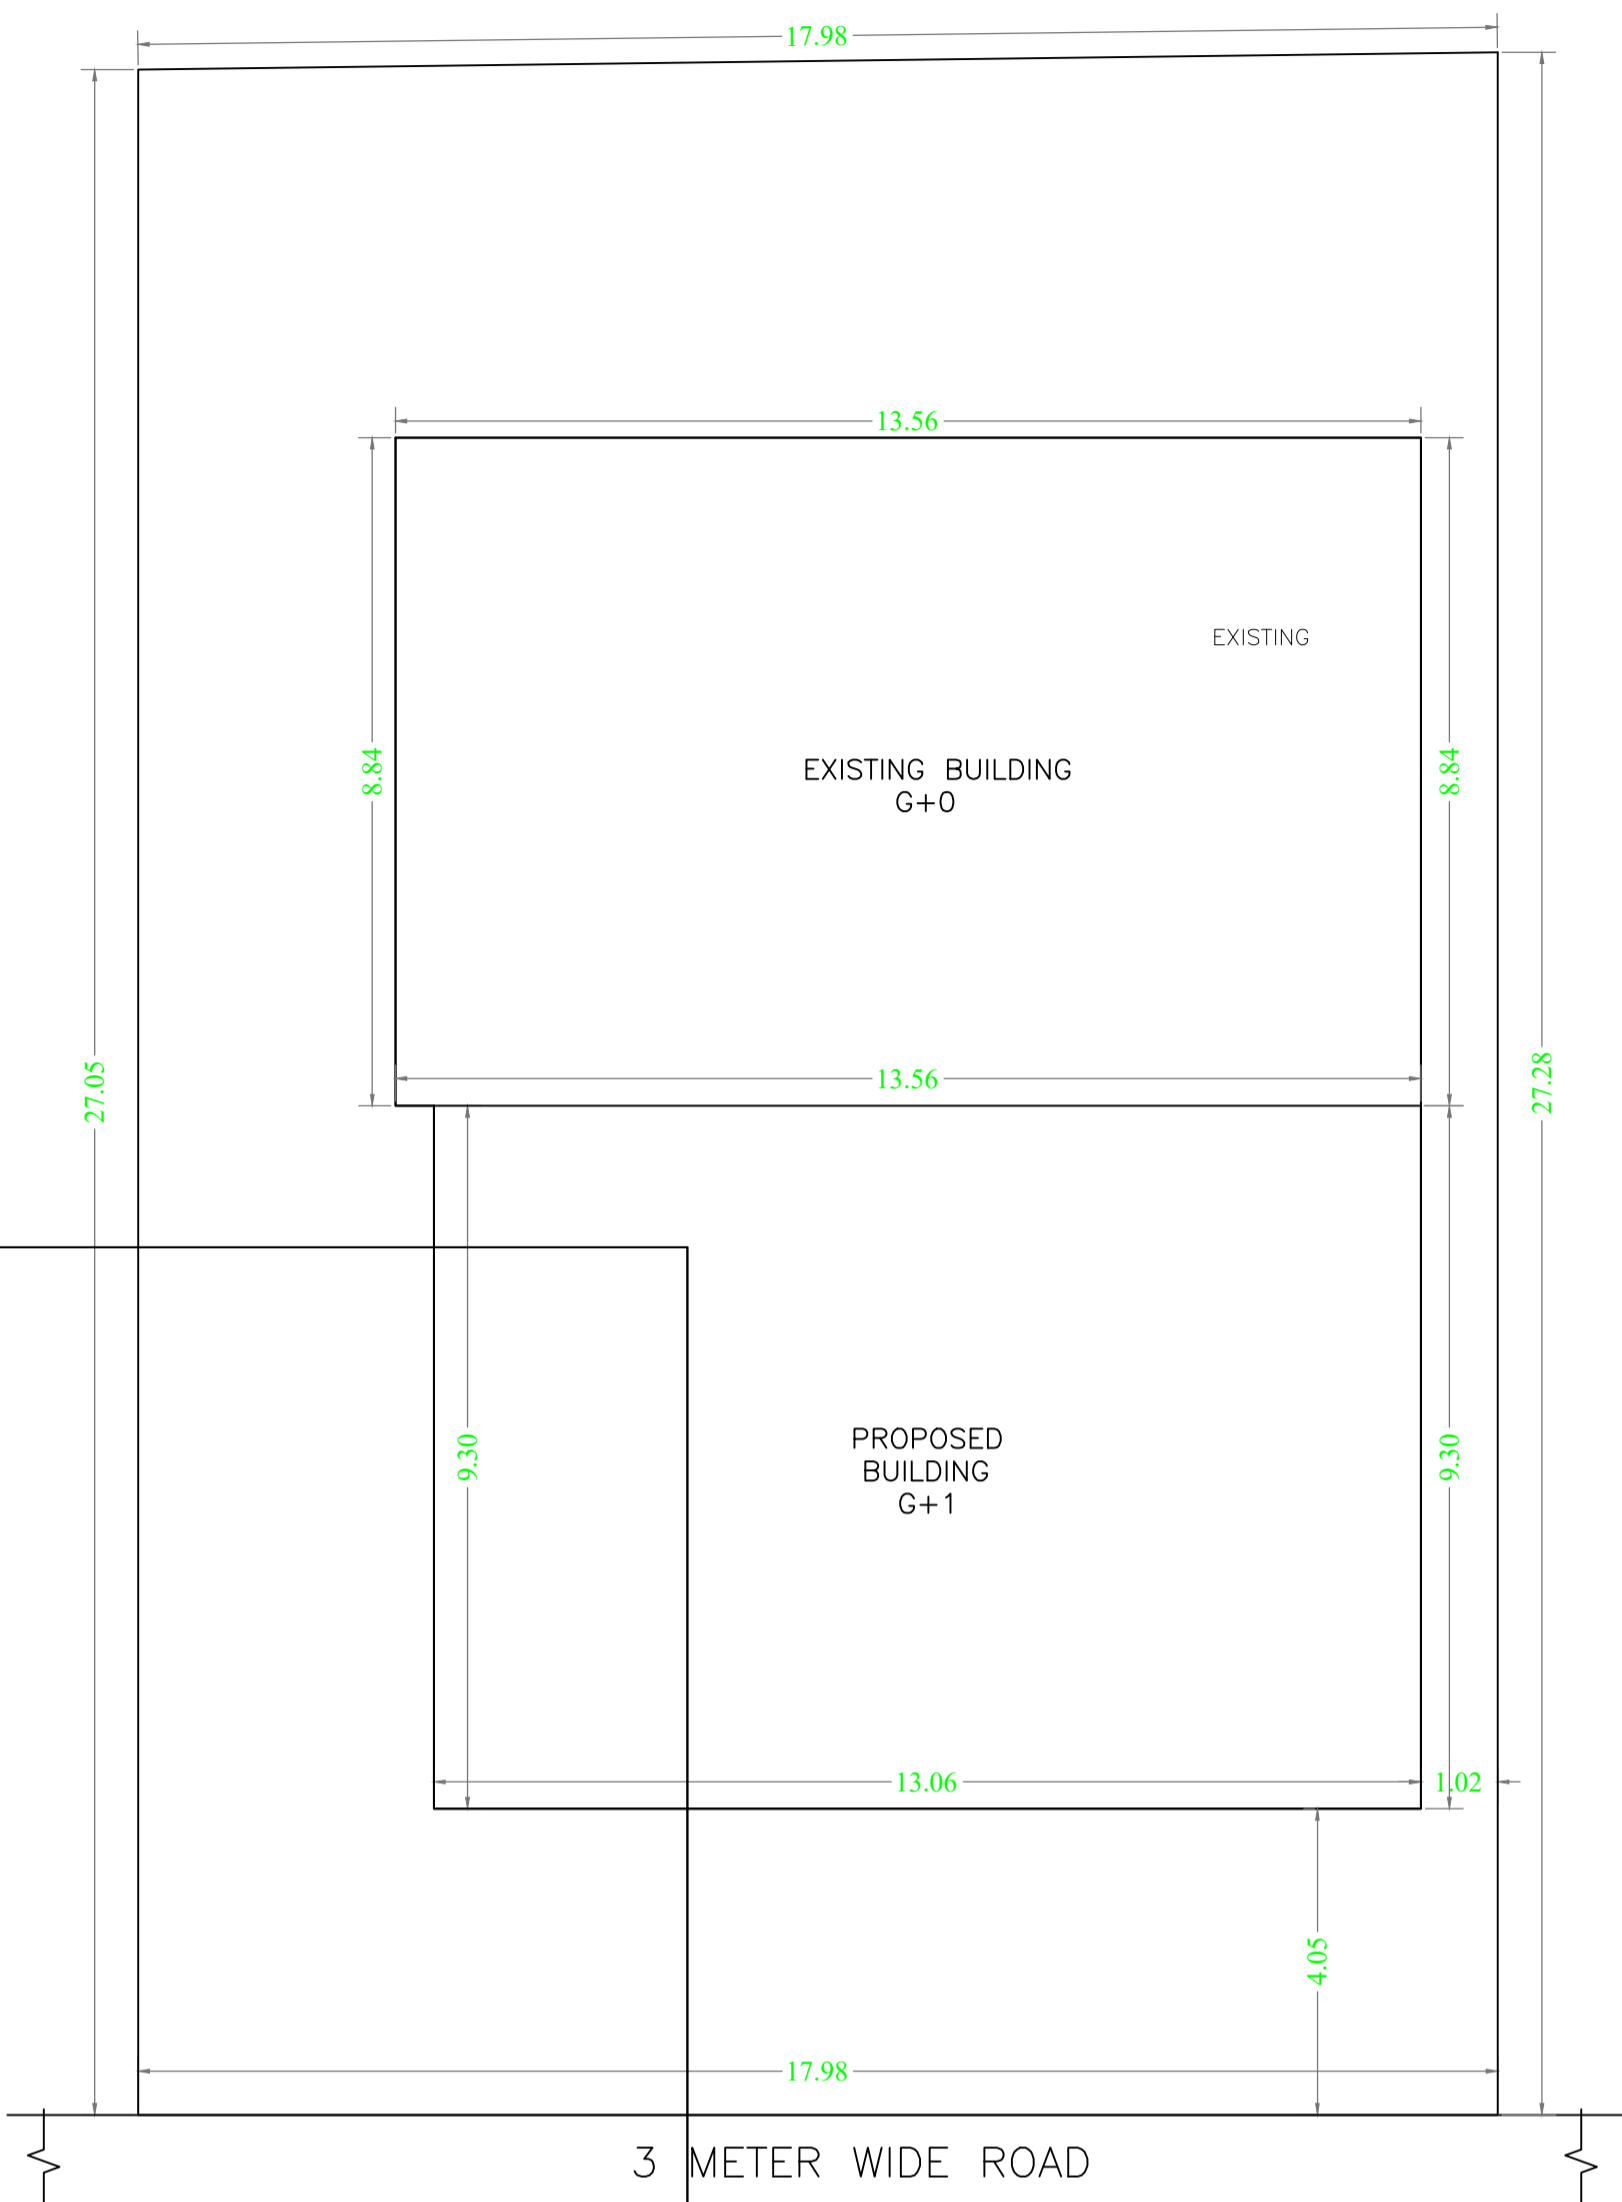 17.98
13.56
EXISTING
8.84
8.84
EXISTING BUILDING
G+0
27.05
27.28
13.56
PROPOSED
BUILDING
G+1
9.30
9.30
13.06
1.02
4.05
17.98
3 METER WIDE ROAD